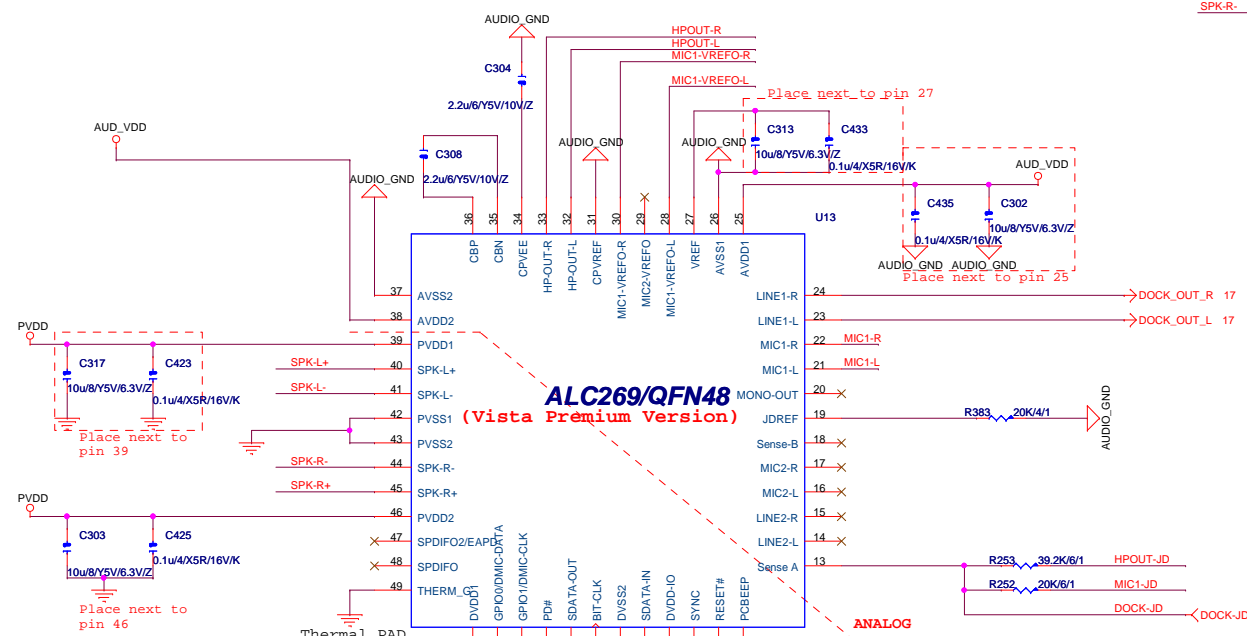 SPK-R-
AUDIO_GND
HPOUT-R
HPOUT-L
MIC1-VREFO-R
MIC1-VREFO-L
C304
2.2u/6/Y5V/10V/Z
Place next to pin 27
C313
10u/8/Y5V/6.3V/Z
C433
0.1u/4/X5R/16V/K
AUD_VDD
C308
2.2u/6/Y5V/10V/Z
AUDIO_GND
AUDIO_GND
AUDIO_GND
AUD_VDD
C435
0.1u/4/X5R/16V/K
C302
10u/8/Y5V/6.3V/Z
AUDIO_GND
AUDIO_GND
Place next to pin 25
U13
36
35
34
33
32
31
30
29
28
27
26
25
CBP
CBN
CPVEE
HP-OUT-R
HP-OUT-L
CPVREF
MIC1-VREFO-R
MIC2-VREFO
MIC1-VREFO-L
VREF
AVSS1
AVDD1
37 AVSS2
38 AVDD2
39 PVDD1
40 SPK-L+
41 SPK-L-
42 PVSS1
43 PVSS2
44 SPK-R-
45 SPK-R+
46 PVDD2
47 SPDIFO2/EAPD
48 SPDIFO
49
PVDD
C317
10u/8/Y5V/6.3V/Z
C423
0.1u/4/X5R/16V/K
Place next to
pin 39
SPK-L+
SPK-L-
SPK-R-
SPK-R+
PVDD
C303
10u/8/Y5V/6.3V/Z
C425
0.1u/4/X5R/16V/K
Place next to
pin 46
Thermal PAD
ALC269/QFN48
(Vista Premium Version)
LINE1-R 24
LINE1-L 23
MIC1-R 22
MIC1-L 21
MONO-OUT 20
JDREF 19
Sense-B 18
MIC2-R 17
MIC2-L 16
LINE2-R 15
LINE2-L 14
Sense A 13
DOCK_OUT_R 17
DOCK_OUT_L 17
MIC1-R
MIC1-L
R383 20K/4/1
AUDIO_GND
R253 39.2K/6/1 HPOUT-JD
R252 20K/6/1 MIC1-JD
DOCK-JD
DOCK-JD
DVDD1
GPIO0/DMIC-DATA
GPIO1/DMIC-CLK
PD#
SDATA-OUT
BIT-CLK
DVSS2
SDATA-IN
DVDD-IO
SYNC
RESET#
PCBEEP
ANALOG